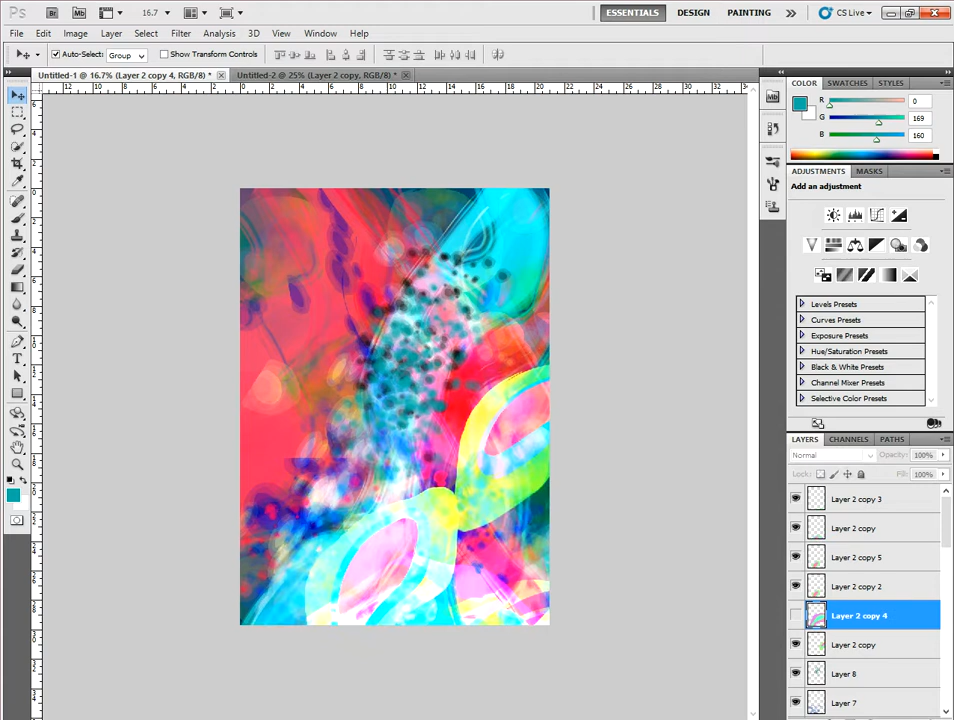 Ps Br Mb 16.7 ESSENTIALS DESIGN PAINTING CS Live
File Edit Image Layer Select Filter Analysis 3D View Window Help
Auto-Select: Group Show Transform Controls
Untitled-1 @ 16.7% (Layer 2 copy 4, RGB/8) * Untitled-2 @ 25% (Layer 2 copy, RGB/8) *
COLOR SWATCHES STYLES
R 0
G 169
B 160
ADJUSTMENTS MASKS
Add an adjustment
Levels Presets
Curves Presets
Exposure Presets
Hue/Saturation Presets
Black & White Presets
Channel Mixer Presets
Selective Color Presets
LAYERS CHANNELS PATHS
Normal Opacity: 100%
Lock: Fill: 100%
Layer 2 copy 3
Layer 2 copy
Layer 2 copy 5
Layer 2 copy 2
Layer 2 copy 4
Layer 2 copy
Layer 8
Layer 7